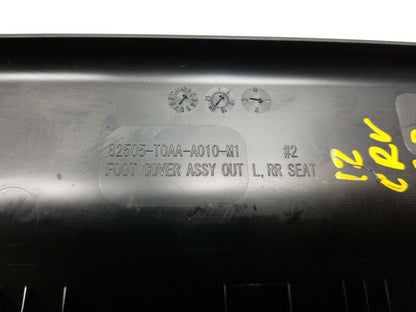 82505-T0AA-A010-M1 #2
FOOT COVER ASSY OUT L, RR SEAT
12
CRV